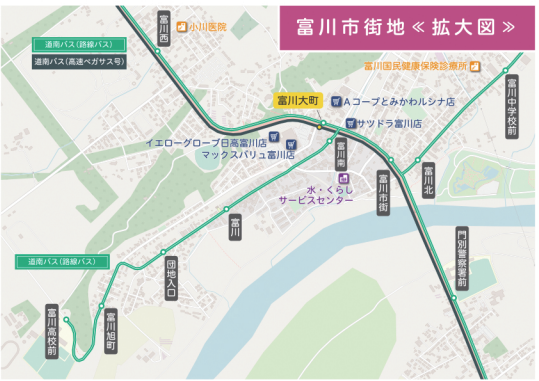 富川市街地≪拡大図≫
道南バス(路線バス)
道南バス(高速ペガサス号)
富川西
小川医院
富川国民健康保険診療所
富川中学校前
富川大町
Aコープとみかわルシナ店
サツドラ富川店
イエローグローブ日高富川店
マックスバリュ富川店
富川南
富川北
水・くらし
サービスセンター
富川市街
富川
門別警察署前
道南バス(路線バス)
団地入口
富川旭町
富川高校前